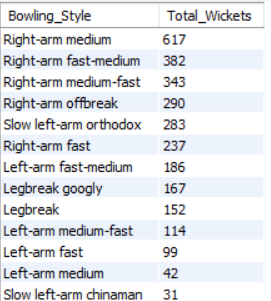 Bowling_Style Total_Wickets
Right-arm medium 617
Right-arm fast-medium 382
Right-arm medium-fast 343
Right-arm offbreak 290
Slow left-arm orthodox 283
Right-arm fast 237
Left-arm fast-medium 186
Legbreak googly 167
Legbreak 152
Left-arm medium-fast 114
Left-arm fast 99
Left-arm medium 42
Slow left-arm chinaman 31